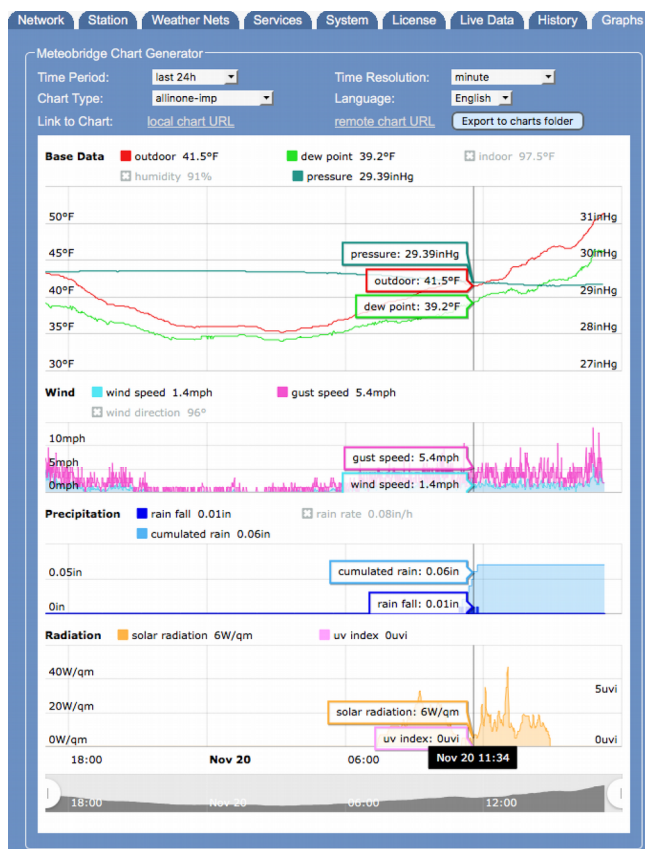 Network Station Weather Nets Services System License Live Data History Graphs
Meteobridge Chart Generator
Time Period: last 24h Time Resolution: minute
Chart Type: allinone-imp Language: English
Link to Chart: local chart URL remote chart URL Export to charts folder
Base Data outdoor 41.5°F dew point 39.2°F indoor 97.5°F
humidity 91% pressure 29.39inHg
50°F 31inHg
45°F pressure: 29.39inHg 30inHg
40°F outdoor: 41.5°F 29inHg
dew point: 39.2°F
35°F 28inHg
30°F 27inHg
Wind wind speed 1.4mph gust speed 5.4mph
wind direction 96°
10mph
5mph gust speed: 5.4mph
0mph wind speed: 1.4mph
Precipitation rain fall 0.01in rain rate 0.08in/h
cumulated rain 0.06in
0.05in cumulated rain: 0.06in
0in rain fall: 0.01in
Radiation solar radiation 6W/qm uv index 0uvi
40W/qm 5uvi
20W/qm solar radiation: 6W/qm
0W/qm uv index: 0uvi 0uvi
18:00 Nov 20 06:00 Nov 20 11:34
18:00 Nov 20 06:00 12:00